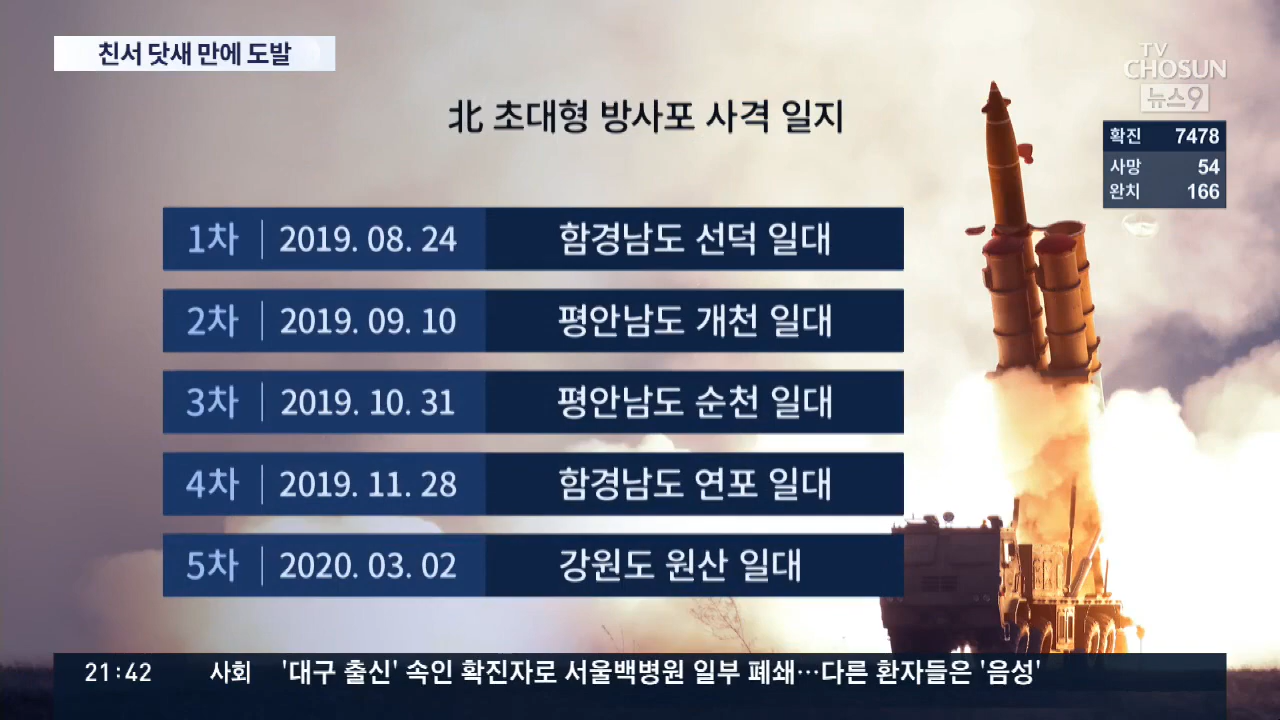 친서 닷새 만에 도발
TV
CHOSUN
뉴스9
확진 7478
사망 54
완치 166
北 초대형 방사포 사격 일지
1차 2019. 08. 24 함경남도 선덕 일대
2차 2019. 09. 10 평안남도 개천 일대
3차 2019. 10. 31 평안남도 순천 일대
4차 2019. 11. 28 함경남도 연포 일대
5차 2020. 03. 02 강원도 원산 일대
21:42 사회 '대구 출신' 속인 확진자로 서울백병원 일부 폐쇄…다른 환자들은 '음성'